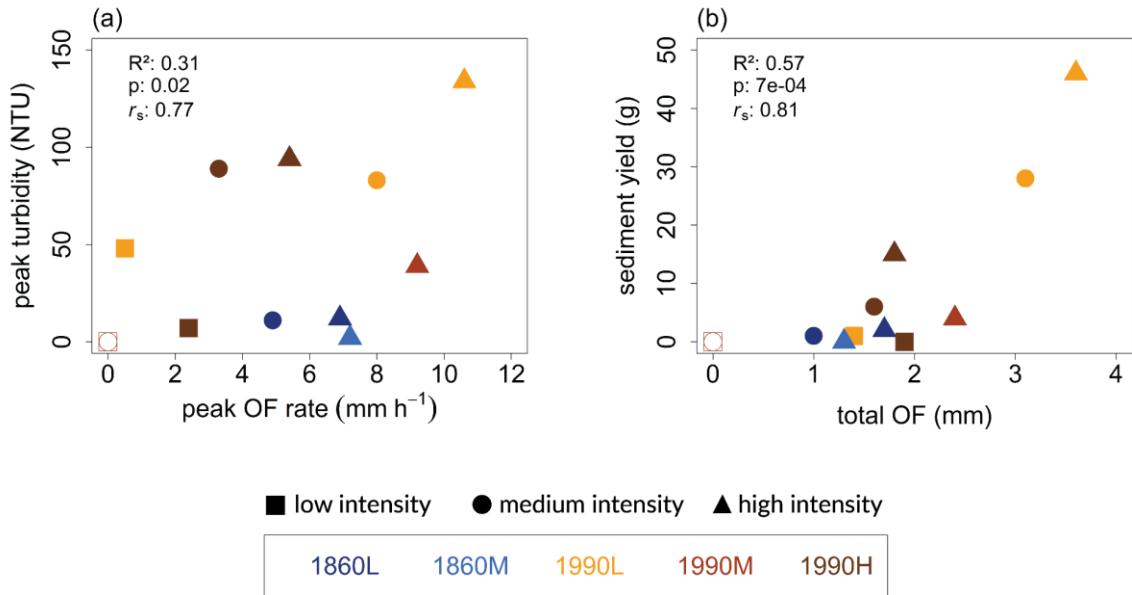 (a)
R²: 0.31
p: 0.02
rs: 0.77
peak turbidity (NTU)
150
100
50
0
0 2 4 6 8 10 12
peak OF rate (mm h⁻¹)
(b)
R²: 0.57
p: 7e-04
rs: 0.81
sediment yield (g)
50
40
30
20
10
0
0 1 2 3 4
total OF (mm)
low intensity medium intensity high intensity
1860L 1860M 1990L 1990M 1990H